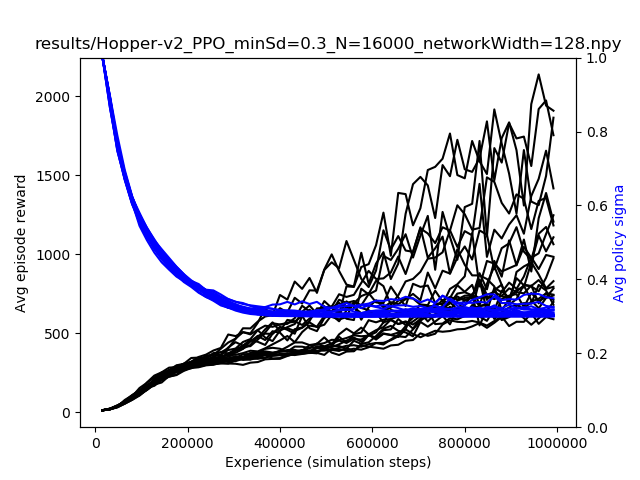 results/Hopper-v2_PPO_minSd=0.3_N=16000_networkWidth=128.npy
Avg episode reward
2000
1500
1000
500
0
1.0
0.8
0.6
0.4
0.2
0.0
Avg policy sigma
0 200000 400000 600000 800000 1000000
Experience (simulation steps)